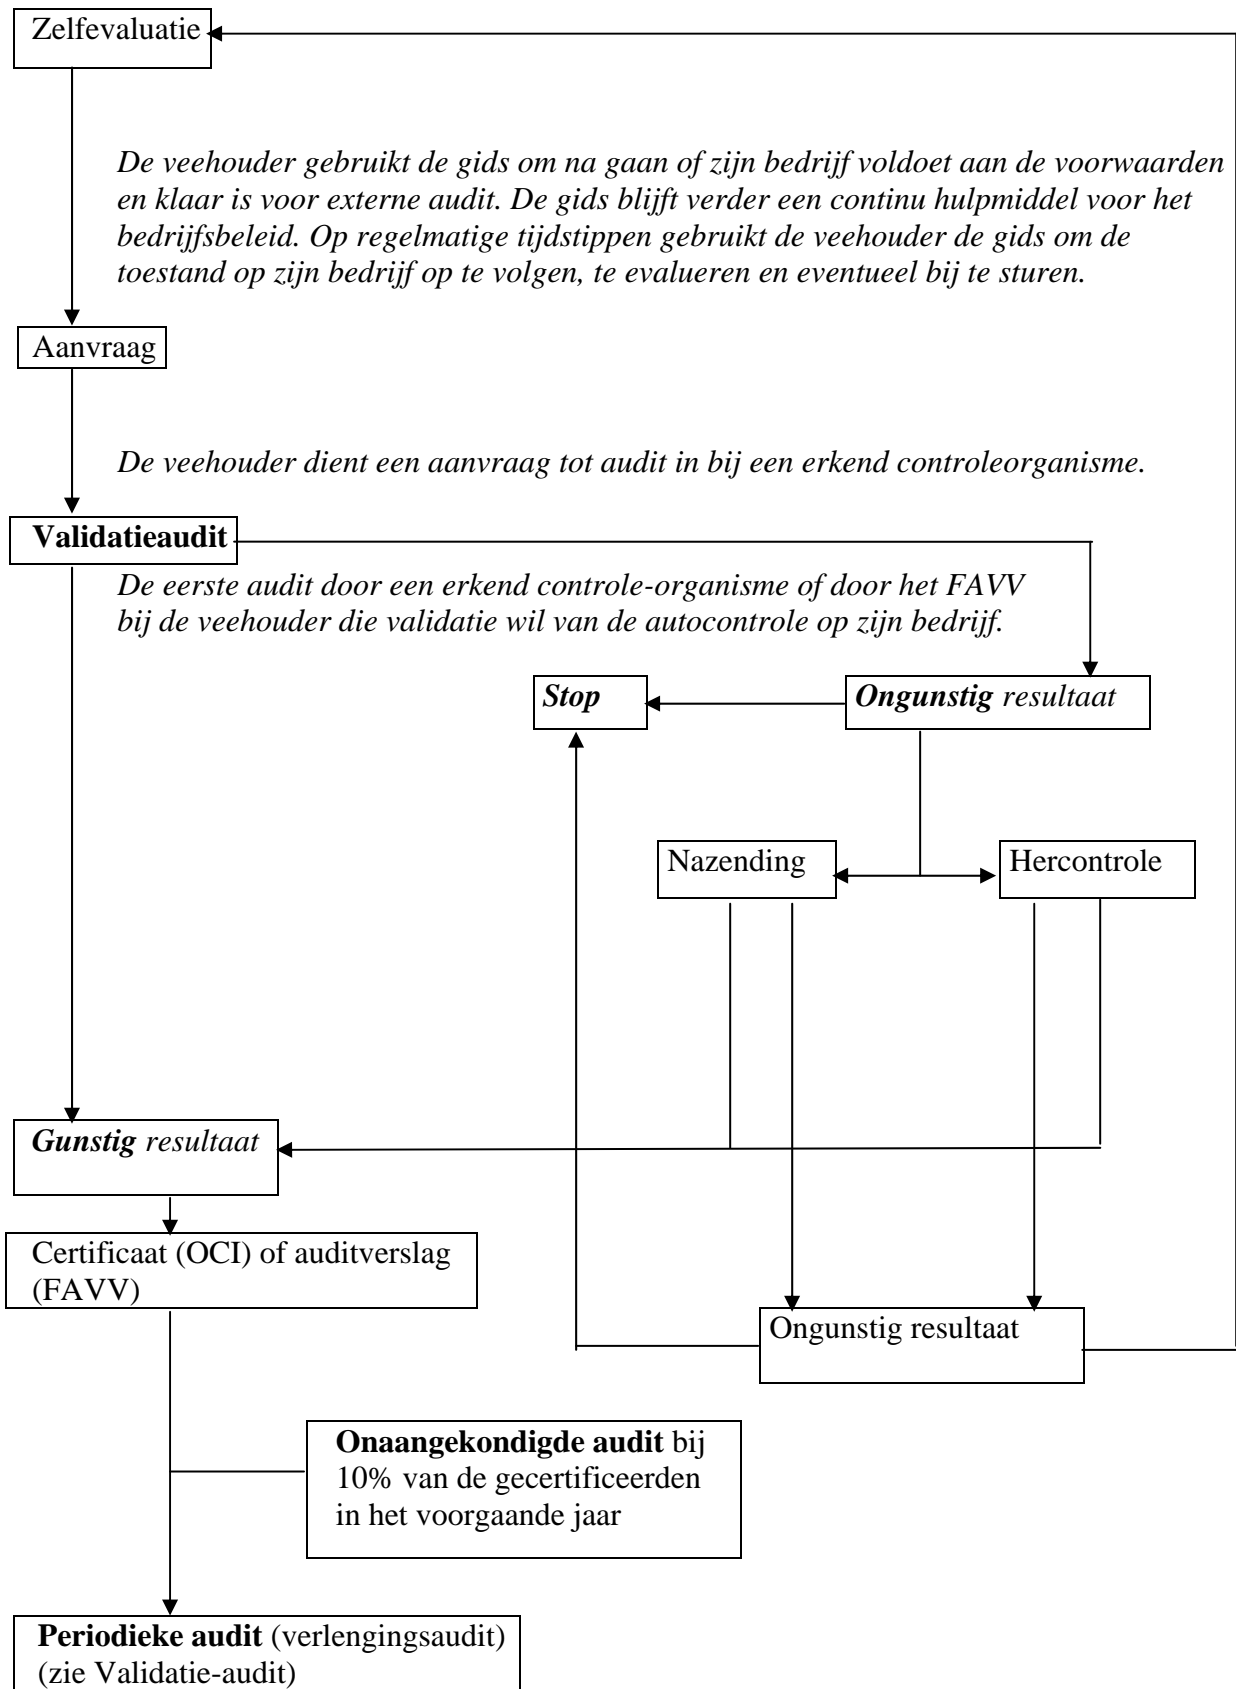 Zelfevaluatie
De veehouder gebruikt de gids om na gaan of zijn bedrijf voldoet aan de voorwaarden
en klaar is voor externe audit. De gids blijft verder een continu hulpmiddel voor het
bedrijfsbeleid. Op regelmatige tijdstippen gebruikt de veehouder de gids om de
toestand op zijn bedrijf op te volgen, te evalueren en eventueel bij te sturen.
Aanvraag
De veehouder dient een aanvraag tot audit in bij een erkend controleorganisme.
Validatieaudit
De eerste audit door een erkend controle-organisme of door het FAVV
bij de veehouder die validatie wil van de autocontrole op zijn bedrijf.
Stop
Ongunstig resultaat
Nazending
Hercontrole
Gunstig resultaat
Certificaat (OCI) of auditverslag
(FAVV)
Ongunstig resultaat
Onaangekondigde audit bij
10% van de gecertificeerden
in het voorgaande jaar
Periodieke audit (verlengingsaudit)
(zie Validatie-audit)